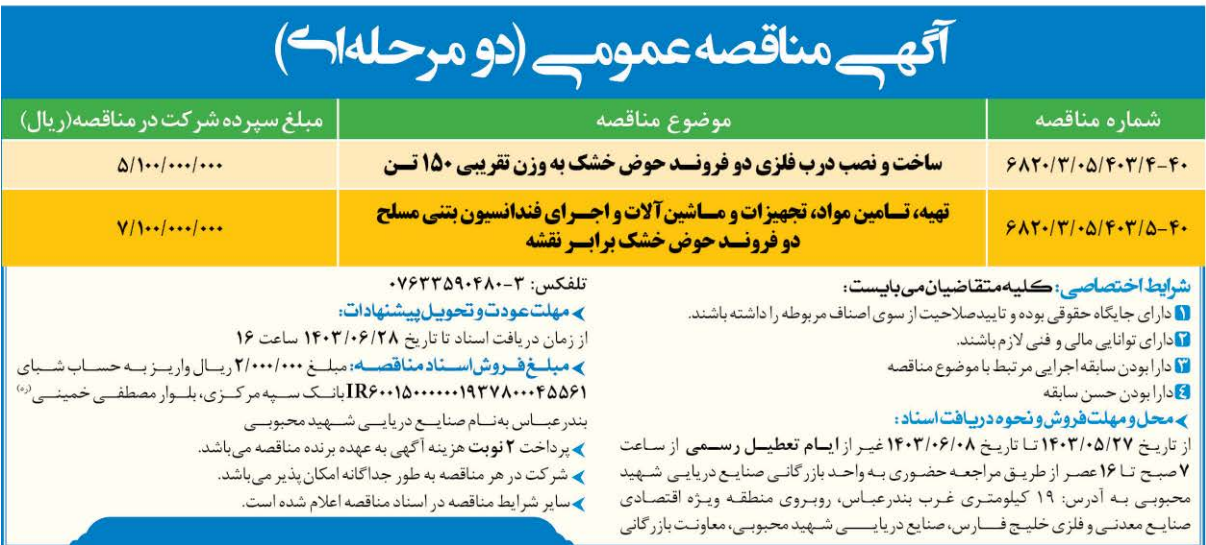 آگهی مناقصه عمومی (دو مرحله‌ای)
شماره مناقصه موضوع مناقصه مبلغ سپرده شرکت در مناقصه(ریال)
۶۸۲۰/۳/۰۵/۴۰۳/۴-۴۰ ساخت و نصب درب فلزی دو فروند حوض خشک به وزن تقریبی ۱۵۰ تن ۵/۱۰۰/۰۰۰/۰۰۰
۶۸۲۰/۳/۰۵/۴۰۳/۵-۴۰ تهیه، تامین مواد، تجهیزات و ماشین‌آلات و اجرای فندانسیون بتنی مسلح ۷/۱۰۰/۰۰۰/۰۰۰
دو فروند حوض خشک برابر نقشه
شرایط اختصاصی: کلیه متقاضیان می‌بایست:
۱ دارای جایگاه حقوقی بوده و تاییدصلاحیت از سوی اصناف مربوطه را داشته باشند.
۲ دارای توانایی مالی و فنی لازم باشند.
۳ دارا بودن سابقه اجرایی مرتبط با موضوع مناقصه
۴ دارا بودن حسن سابقه
محل و مهلت فروش و نحوه دریافت اسناد:
از تاریخ ۱۴۰۳/۰۵/۲۷ تا تاریخ ۱۴۰۳/۰۶/۰۸ غیر از ایام تعطیل رسمی از ساعت
۷ صبح تا ۱۶ عصر از طریق مراجعه حضوری به واحد بازرگانی صنایع دریایی شهید
محبوبی به آدرس: ۱۹ کیلومتری غرب بندرعباس، روبروی منطقه ویژه اقتصادی
صنایع معدنی و فلزی خلیج فارس، صنایع دریایی شهید محبوبی، معاونت بازرگانی
تلفکس: ۳-۰۷۶۳۳۵۹۰۴۸۰
مهلت عودت و تحویل پیشنهادات:
از زمان دریافت اسناد تا تاریخ ۱۴۰۳/۰۶/۲۸ ساعت ۱۶
مبلغ فروش اسناد مناقصه: مبلغ ۲/۰۰۰/۰۰۰ ریال واریز به حساب شبای
IR۶۰۰۱۵۰۰۰۰۰۰۱۹۳۷۸۰۰۰۴۵۵۶۱ بانک سپه مرکزی، بلوار مصطفی خمینی (ره)
بندرعباس به‌نام صنایع دریایی شهید محبوبی
پرداخت ۲ نوبت هزینه آگهی به عهده برنده مناقصه می‌باشد.
شرکت در هر مناقصه به طور جداگانه امکان پذیر می‌باشد.
سایر شرایط مناقصه در اسناد مناقصه اعلام شده است.